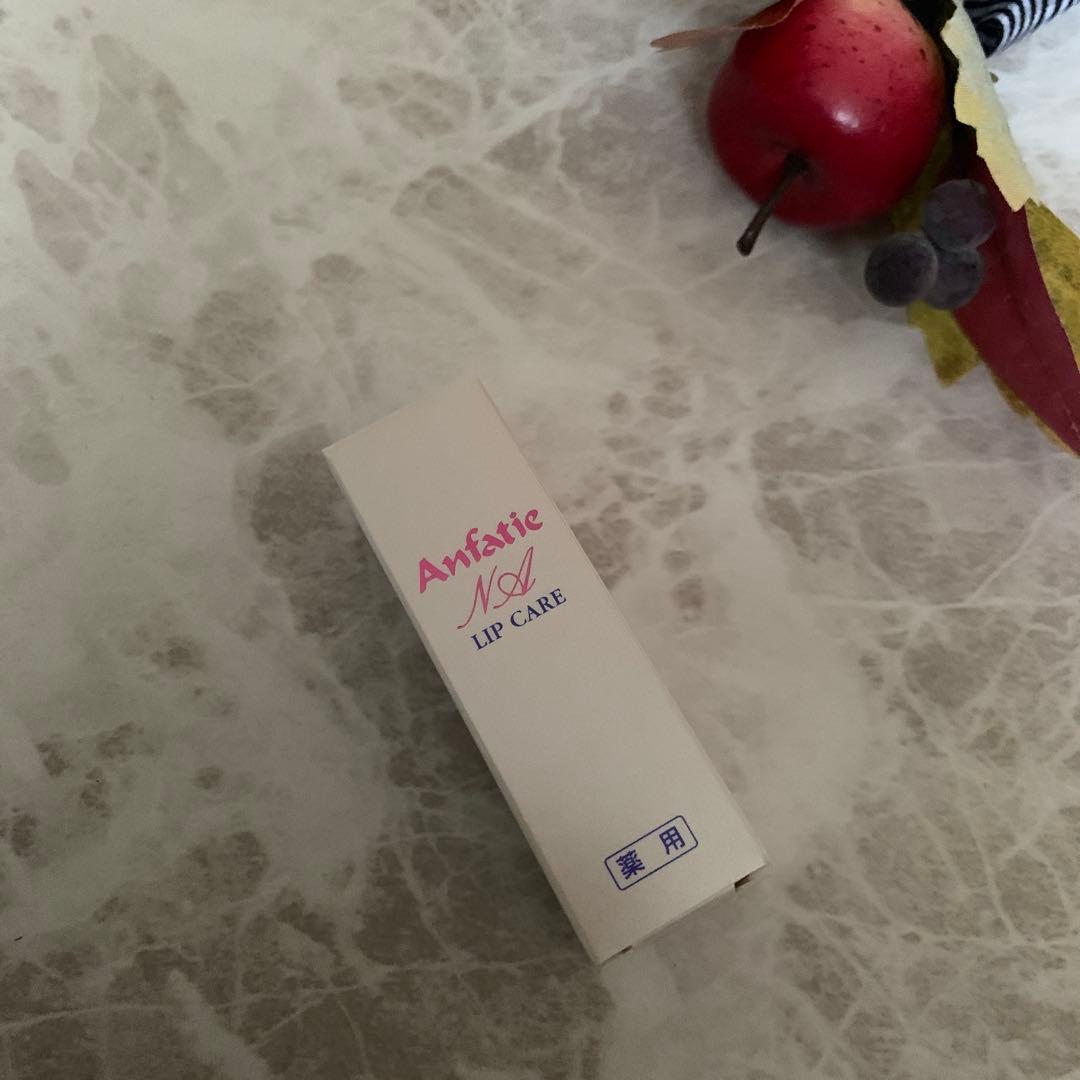 Anfatie
NA
LIP CARE
薬用